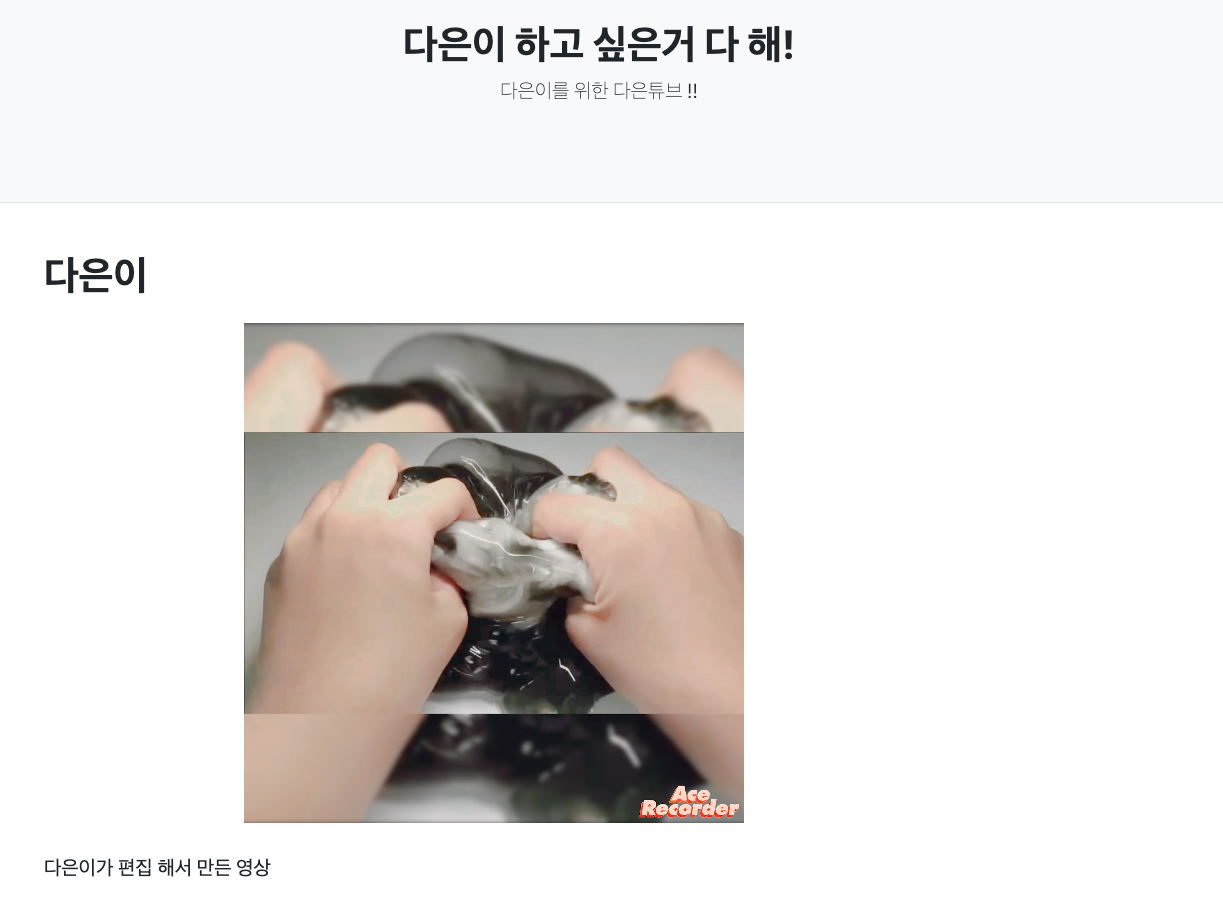 다은이 하고 싶은거 다 해!
다은이를 위한 다은튜브 !!
다은이
Ace
Recorder
다은이가 편집 해서 만든 영상